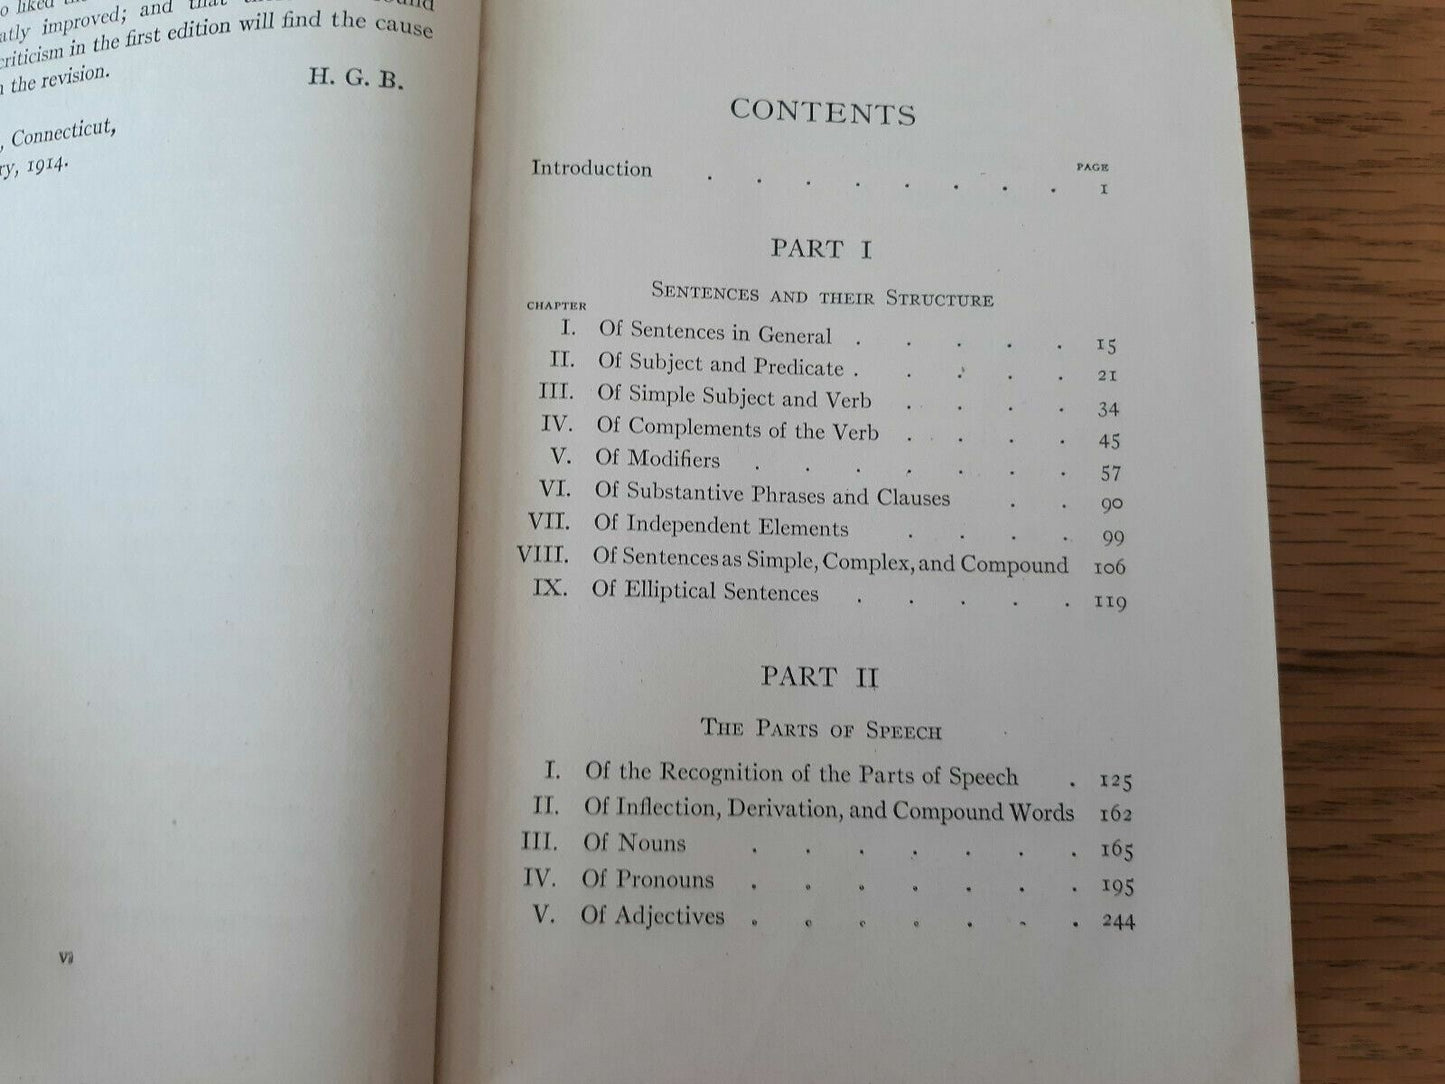 liked
improved; and
criticism in the first edition will find the cause
the revision.
H. G. B.
, Connecticut,
, 1914.
vi
CONTENTS
PAGE
Introduction . . . . . . . . 1
PART I
Sentences and their Structure
CHAPTER
I. Of Sentences in General . . . . . 15
II. Of Subject and Predicate . . . . . 21
III. Of Simple Subject and Verb . . . . 34
IV. Of Complements of the Verb . . . . 45
V. Of Modifiers . . . . . . . 57
VI. Of Substantive Phrases and Clauses . . 90
VII. Of Independent Elements . . . . 99
VIII. Of Sentences as Simple, Complex, and Compound 106
IX. Of Elliptical Sentences . . . . . 119
PART II
The Parts of Speech
I. Of the Recognition of the Parts of Speech . 125
II. Of Inflection, Derivation, and Compound Words 162
III. Of Nouns . . . . . . . 165
IV. Of Pronouns . . . . . . . 195
V. Of Adjectives . . . . . . . 244